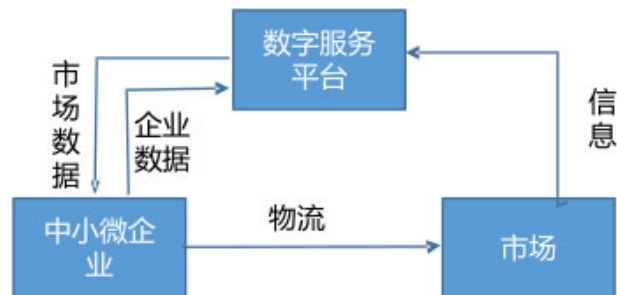 数字服务
平台
市场数据
企业
数据
信息
中小微企
业
物流
市场